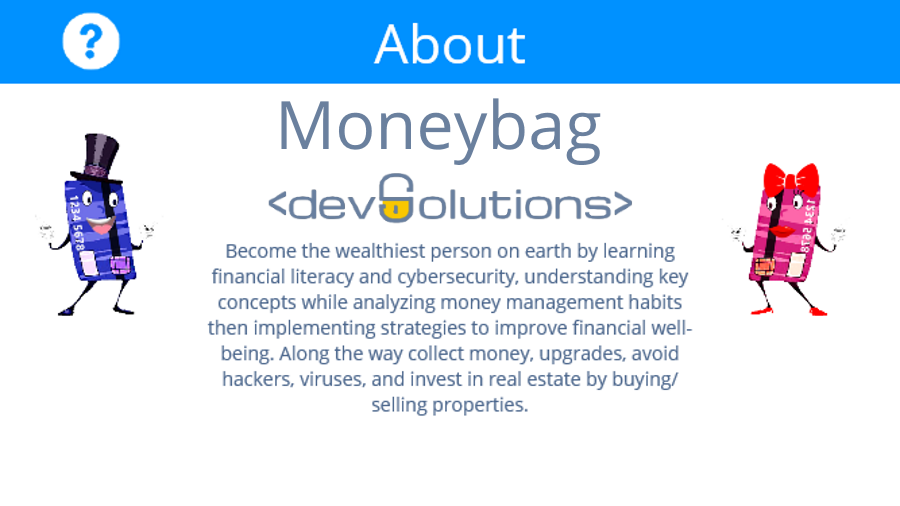 ?
About
Moneybag
<devSolutions>
Become the wealthiest person on earth by learning
financial literacy and cybersecurity, understanding key
concepts while analyzing money management habits
then implementing strategies to improve financial well-
being. Along the way collect money, upgrades, avoid
hackers, viruses, and invest in real estate by buying/
selling properties.
1234 5678
1234 5678